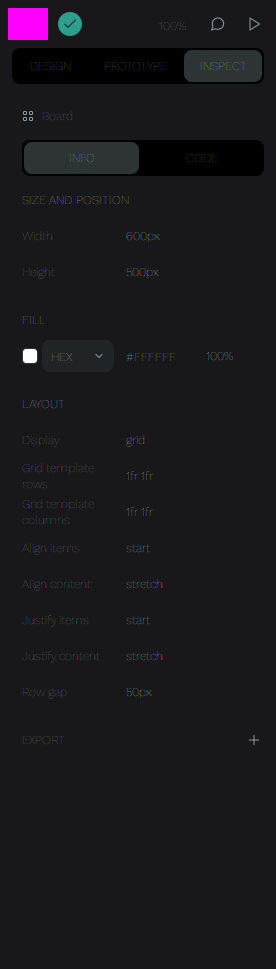 100%
DESIGN PROTOTYPE INSPECT
Board
INFO CODE
SIZE AND POSITION
Width 600px
Height 500px
FILL
HEX #FFFFFF 100%
LAYOUT
Display grid
Grid template
rows 1fr 1fr
Grid template
columns 1fr 1fr
Align items start
Align content stretch
Justify items start
Justify content stretch
Row gap 50px
EXPORT